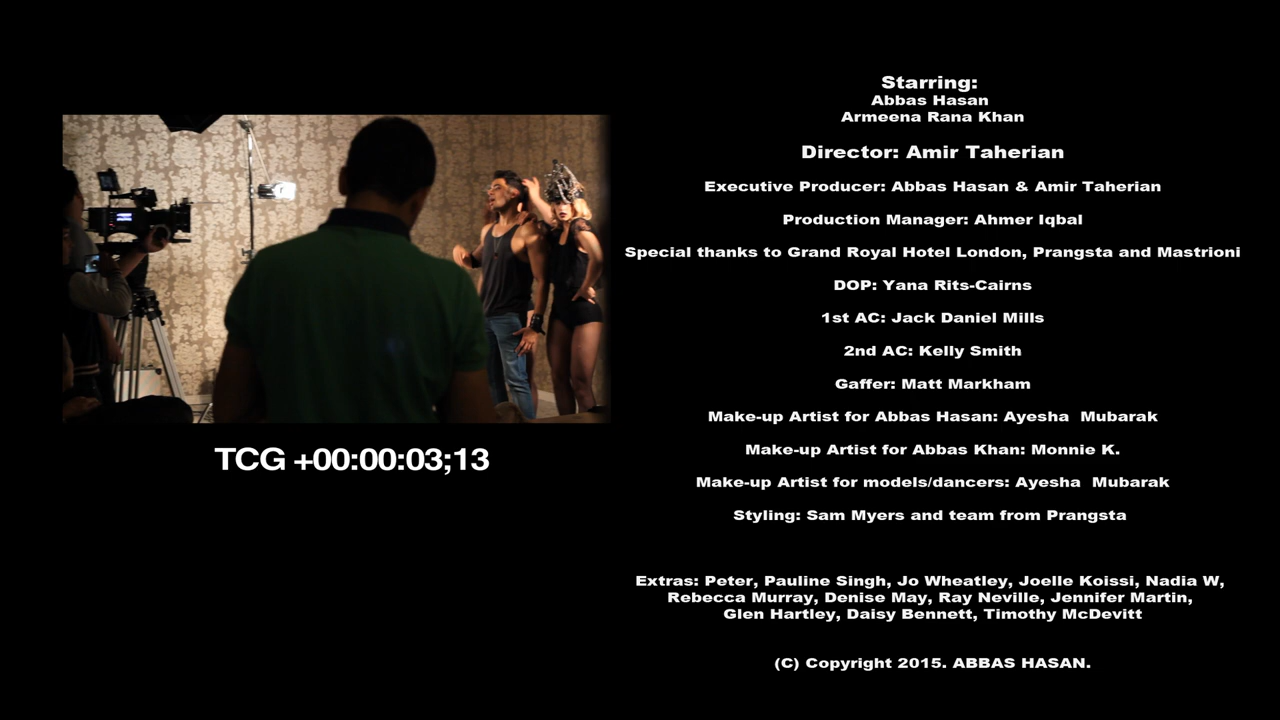 Starring:
Abbas Hasan
Armeena Rana Khan
Director: Amir Taherian
Executive Producer: Abbas Hasan & Amir Taherian
Production Manager: Ahmer Iqbal
Special thanks to Grand Royal Hotel London, Prangsta and Mastrioni
DOP: Yana Rits-Cairns
1st AC: Jack Daniel Mills
2nd AC: Kelly Smith
Gaffer: Matt Markham
Make-up Artist for Abbas Hasan: Ayesha  Mubarak
Make-up Artist for Abbas Khan: Monnie K.
Make-up Artist for models/dancers: Ayesha  Mubarak
Styling: Sam Myers and team from Prangsta
Extras: Peter, Pauline Singh, Jo Wheatley, Joelle Koissi, Nadia W,
Rebecca Murray, Denise May, Ray Neville, Jennifer Martin,
Glen Hartley, Daisy Bennett, Timothy McDevitt
(C) Copyright 2015. ABBAS HASAN.
TCG +00:00:03;13